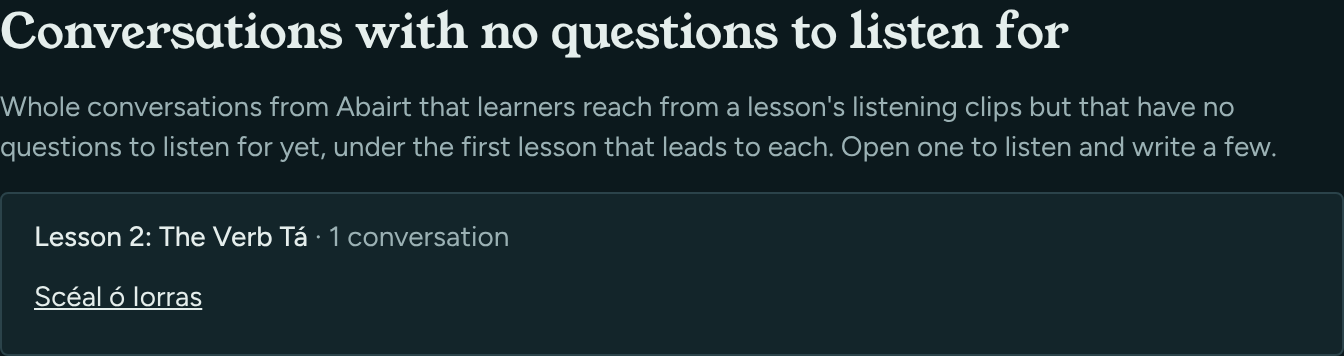 Conversations with no questions to listen for
Whole conversations from Abairt that learners reach from a lesson's listening clips but that have no
questions to listen for yet, under the first lesson that leads to each. Open one to listen and write a few.
Lesson 2: The Verb Tá · 1 conversation
Scéal ó Iorras